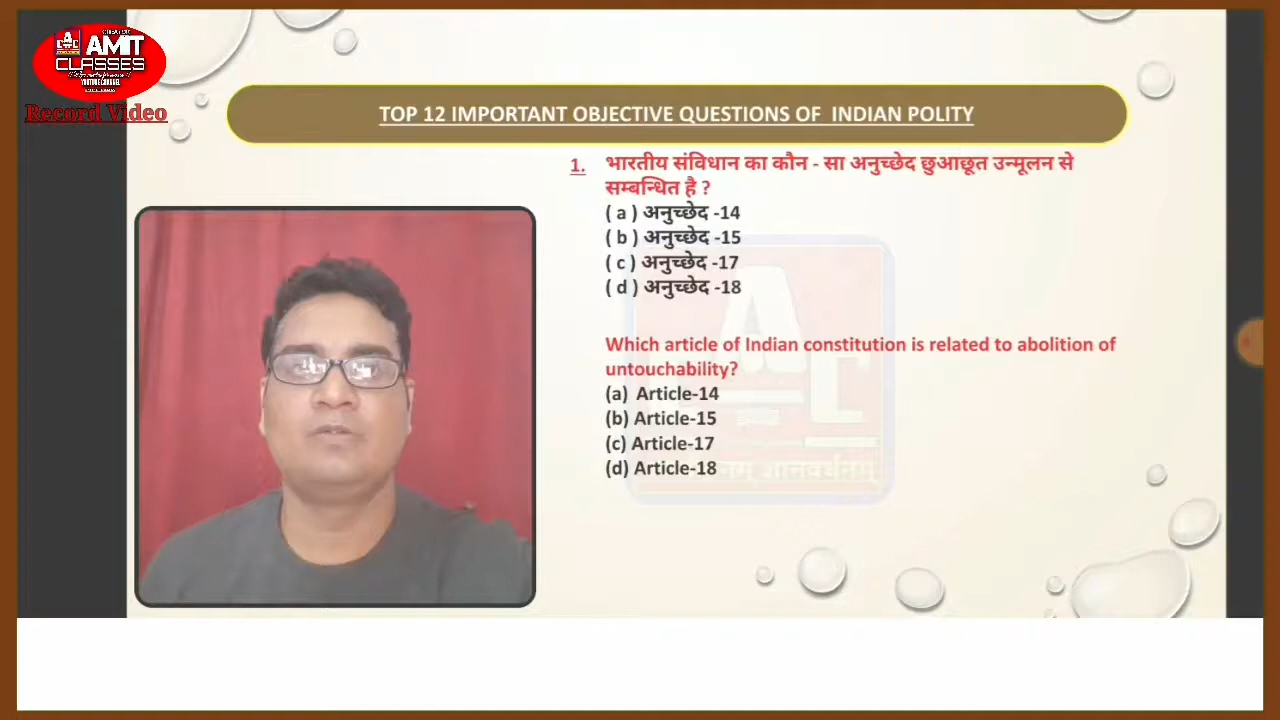 AMIT
CLASSES
YOUTUBE CHANNEL
Record Video
TOP 12 IMPORTANT OBJECTIVE QUESTIONS OF INDIAN POLITY
1. भारतीय संविधान का कौन - सा अनुच्छेद छुआछूत उन्मूलन से
सम्बन्धित है ?
( a ) अनुच्छेद -14
( b ) अनुच्छेद -15
( c ) अनुच्छेद -17
( d ) अनुच्छेद -18
Which article of Indian constitution is related to abolition of
untouchability?
(a) Article-14
(b) Article-15
(c) Article-17
(d) Article-18